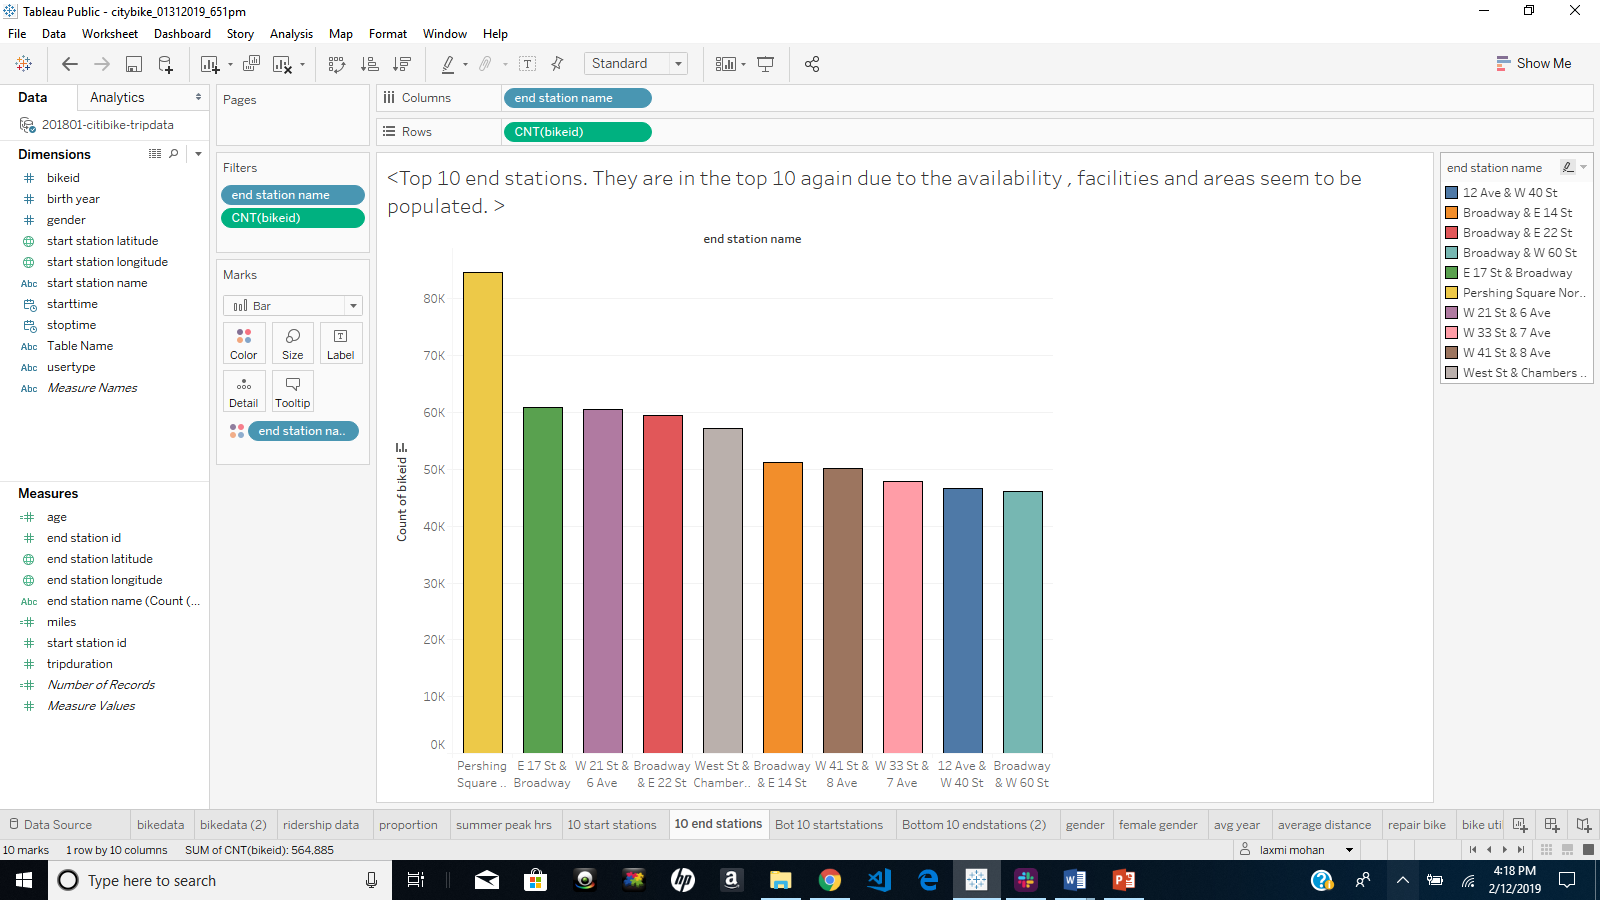 Tableau Public - citybike_01312019_651pm
File Data Worksheet Dashboard Story Analysis Map Format Window Help
Standard
Show Me
Data Analytics
201801-citibike-tripdata
Dimensions
bikeid
birth year
gender
start station latitude
start station longitude
Abc start station name
starttime
stoptime
Abc Table Name
Abc usertype
Abc Measure Names
Measures
age
end station id
end station latitude
end station longitude
Abc end station name (Count (...
miles
start station id
tripduration
Number of Records
Measure Values
Pages
Filters
end station name
CNT(bikeid)
Marks
Bar
Color Size Label
Detail Tooltip
end station na..
Columns end station name
Rows CNT(bikeid)
<Top 10 end stations. They are in the top 10 again due to the availability , facilities and areas seem to be
populated. >
end station name
Count of bikeid
80K
70K
60K
50K
40K
30K
20K
10K
0K
Pershing E 17 St & W 21 St & Broadway West St & Broadway W 41 St & W 33 St & 12 Ave & Broadway
Square .. Broadway 6 Ave & E 22 St Chamber.. & E 14 St 8 Ave 7 Ave W 40 St & W 60 St
end station name
12 Ave & W 40 St
Broadway & E 14 St
Broadway & E 22 St
Broadway & W 60 St
E 17 St & Broadway
Pershing Square Nor..
W 21 St & 6 Ave
W 33 St & 7 Ave
W 41 St & 8 Ave
West St & Chambers ..
Data Source bikedata bikedata (2) ridership data proportion summer peak hrs 10 start stations 10 end stations Bot 10 startstations Bottom 10 endstations (2) gender female gender avg year average distance repair bike bike uti
10 marks 1 row by 10 columns SUM of CNT(bikeid): 564,885 laxmi mohan
Type here to search
4:18 PM
2/12/2019